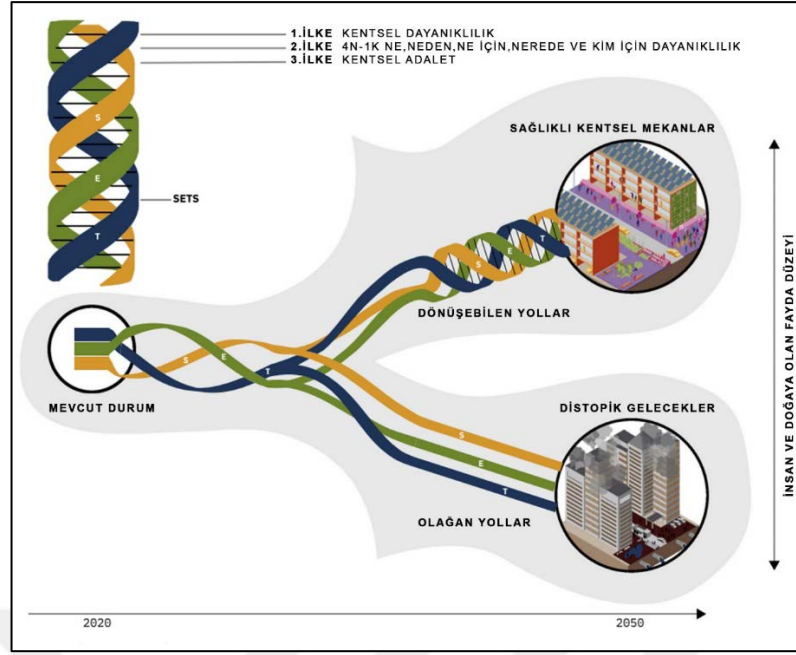 1.İLKE KENTSEL DAYANIKLILIK
2.İLKE 4N-1K NE,NEDEN,NE İÇİN,NEREDE VE KİM İÇİN DAYANIKLILIK
3.İLKE KENTSEL ADALET
S
E
T
SETS
SAĞLIKLI KENTSEL MEKANLAR
S
E
T
DÖNÜŞEBİLEN YOLLAR
S
E
T
MEVCUT DURUM
DİSTOPİK GELECEKLER
S
E
T
OLAĞAN YOLLAR
İNSAN VE DOĞAYA OLAN FAYDA DÜZEYİ
2020
2050